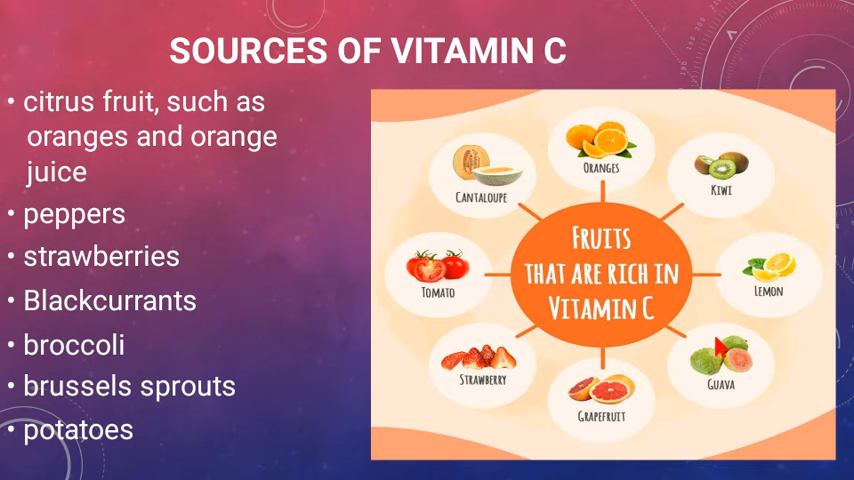 SOURCES OF VITAMIN C
• citrus fruit, such as
oranges and orange
juice
• peppers
• strawberries
• Blackcurrants
• broccoli
• brussels sprouts
• potatoes
ORANGES
CANTALOUPE
KIWI
FRUITS
THAT ARE RICH IN
VITAMIN C
TOMATO
LEMON
STRAWBERRY
GUAVA
GRAPEFRUIT